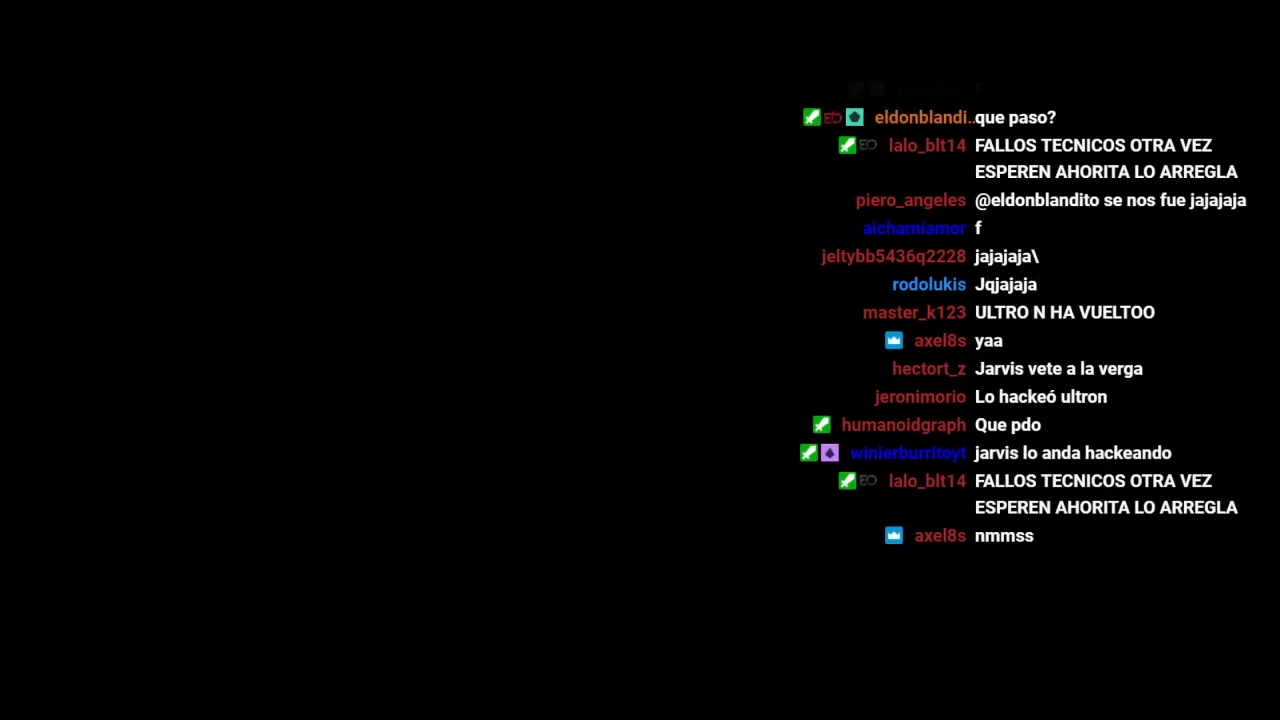 eldonblandi.. que paso?
lalo_blt14 FALLOS TECNICOS OTRA VEZ
ESPEREN AHORITA LO ARREGLA
piero_angeles @eldonblandito se nos fue jajajaja
aichamiamor f
jeltybb5436q2228 jajajaja\
rodolukis Jqjajaja
master_k123 ULTRO N HA VUELTOO
axel8s yaa
hectort_z Jarvis vete a la verga
jeronimorio Lo hackeó ultron
humanoidgraph Que pdo
winierburritoyt jarvis lo anda hackeando
lalo_blt14 FALLOS TECNICOS OTRA VEZ
ESPEREN AHORITA LO ARREGLA
axel8s nmmss